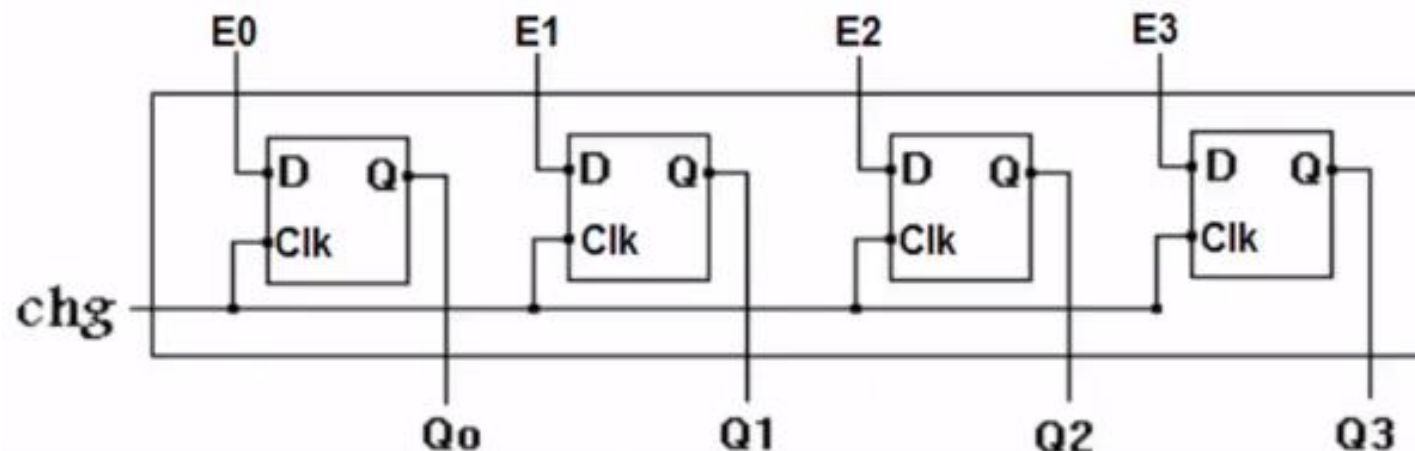 E0 E1 E2 E3
D Q D Q D Q D Q
Clk Clk Clk Clk
chg
Qo Q1 Q2 Q3